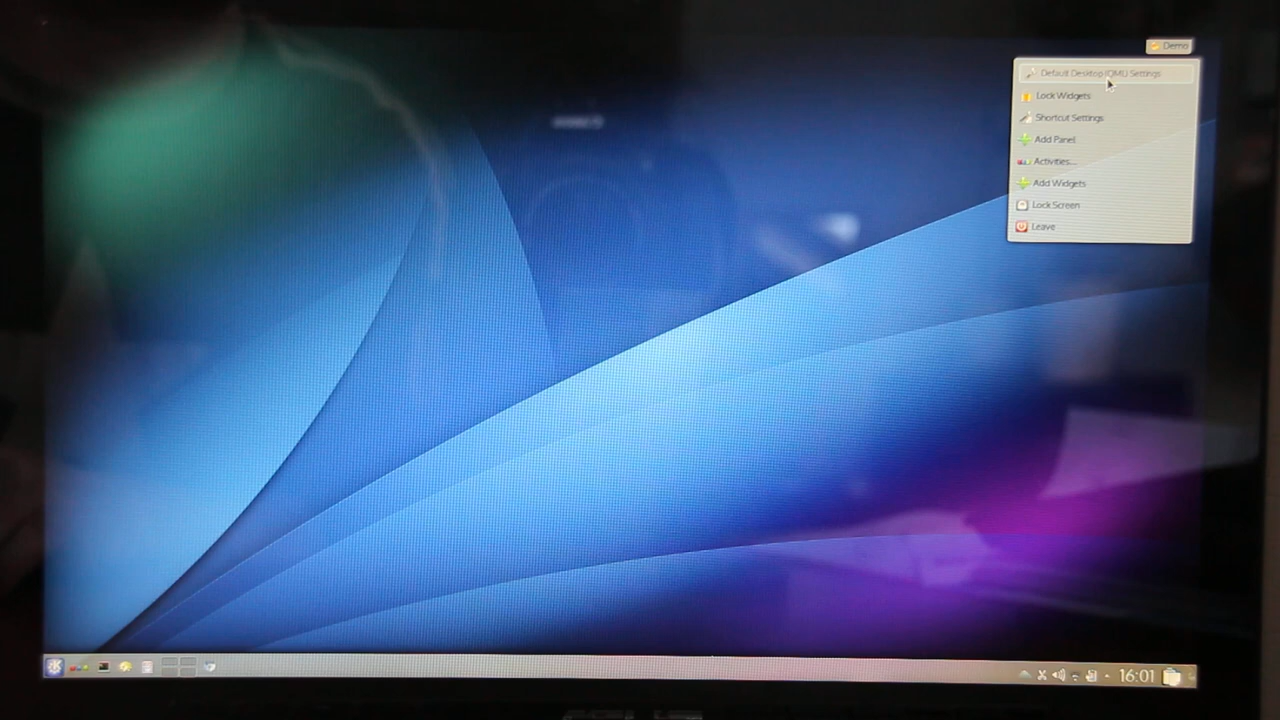 Demo
Default Desktop (QML) Settings
Lock Widgets
Shortcut Settings
Add Panel
Activities...
Add Widgets
Lock Screen
Leave
16:01